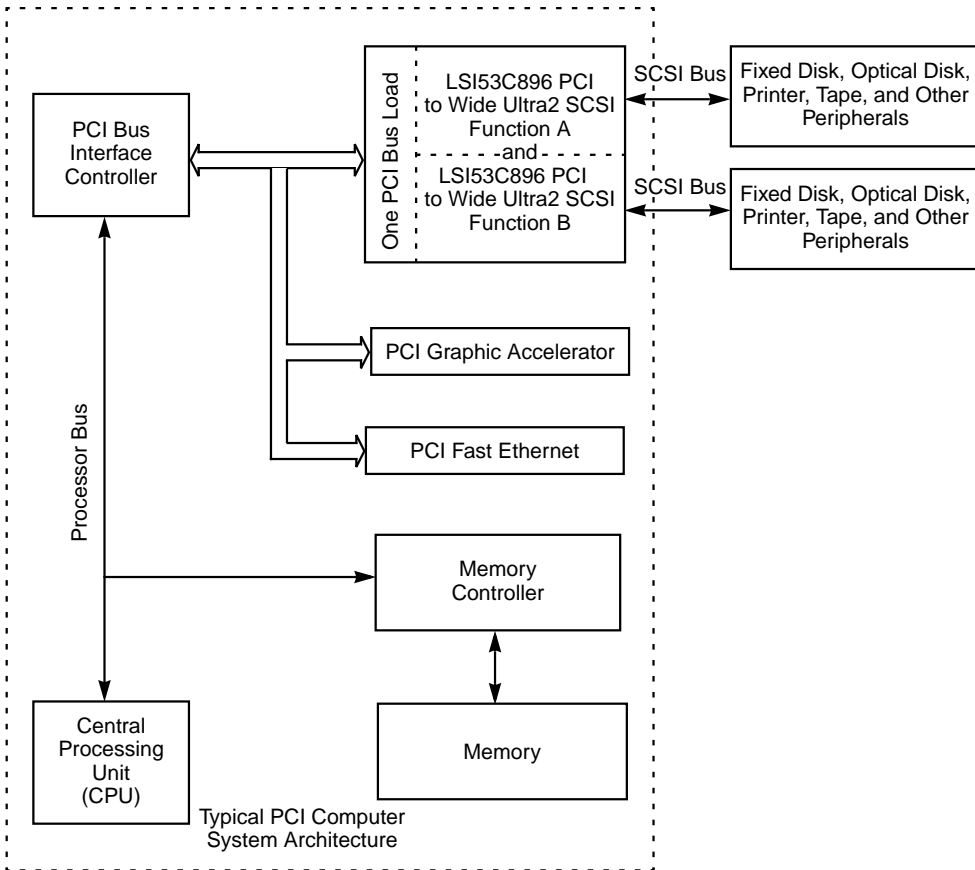 PCI Bus
Interface
Controller
One PCI Bus Load
LSI53C896 PCI
to Wide Ultra2 SCSI
Function A
and
LSI53C896 PCI
to Wide Ultra2 SCSI
Function B
SCSI Bus
Fixed Disk, Optical Disk,
Printer, Tape, and Other
Peripherals
SCSI Bus
Fixed Disk, Optical Disk,
Printer, Tape, and Other
Peripherals
PCI Graphic Accelerator
PCI Fast Ethernet
Processor Bus
Memory
Controller
Memory
Central
Processing
Unit
(CPU)
Typical PCI Computer
System Architecture